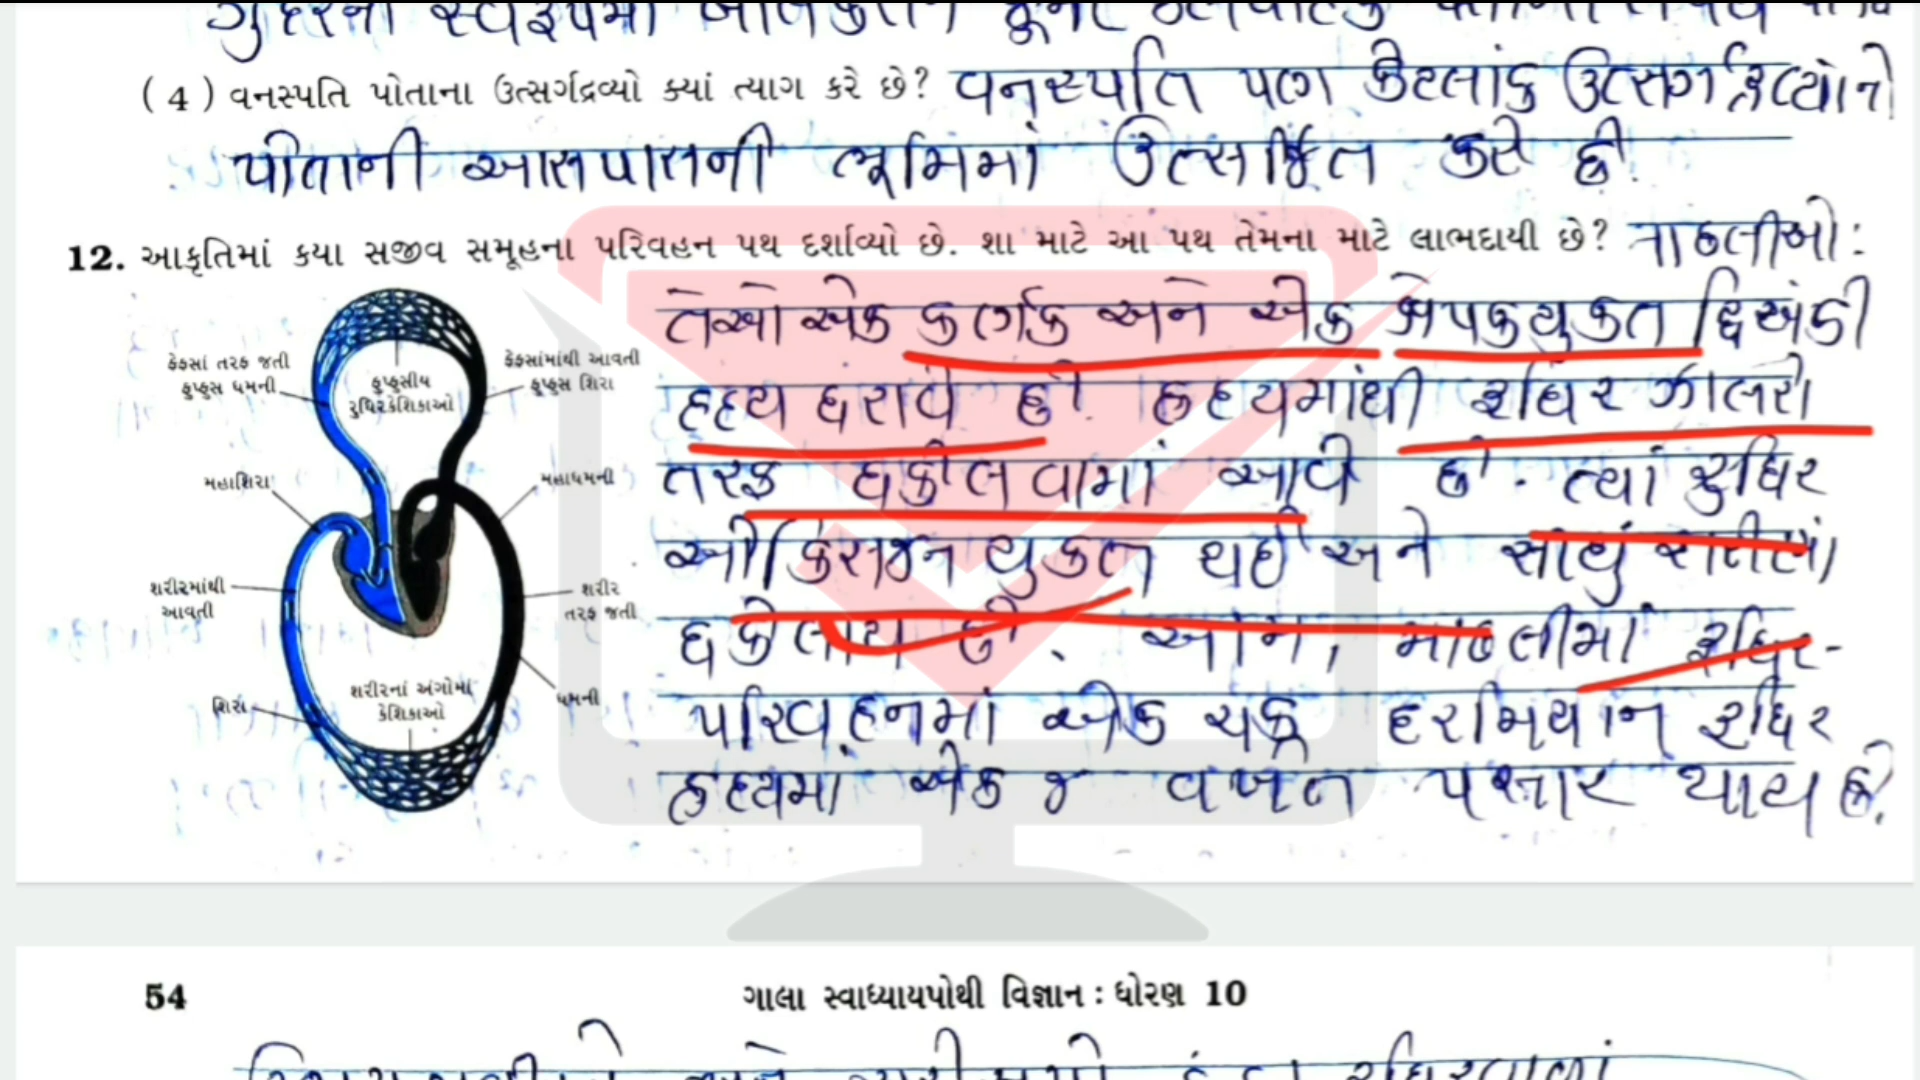 (4) વનસ્પતિ પોતાના ઉત્સર્ગદ્રવ્યો ક્યાં ત્યાગ કરે છે? વનસ્પતિ પણ કેટલાંક ઉત્સર્ગ દ્રવ્યોનો
પોતાની આસપાસની ભૂમિમાં ઉત્સર્જિત કરે છે.
12. આકૃતિમાં કયા સજીવ સમૂહના પરિવહન પથ દર્શાવ્યો છે. શા માટે આ પથ તેમના માટે લાભદાયી છે?
તેઓ એક કર્ણક અને એક ક્ષેપકયુકત દ્વિખંડી
હૃદય ધરાવે છે. હૃદયમાંથી રુધિર ઝાલરો
તરફ ધકેલવામાં આવે છે. ત્યાં રુધિર
ઓકિસજન યુકત થઈ અને સીધું શરીરમાં
ધકેલાય છે. આમ, માછલીમાં રુધિર-
પરિવહનમાં એક ચક્ર દરમિયાન રુધિર
હૃદયમાં એક જ વખત પસાર થાય છે.
ફેફસાં તરફ જતી
ફુપ્ફુસ ધમની
ફેફસાંમાંથી આવતી
ફુપ્ફુસ શિરા
ફુપ્ફુસીય
રુધિરકેશિકાઓ
મહાશિરા
મહાધમની
શરીરમાંથી
આવતી
શરીર
તરફ જતી
શરીરનાં અંગોમાં
કેશિકાઓ
શિરા
ધમની
54
ગાલા સ્વાધ્યાયપોથી વિજ્ઞાન : ધોરણ 10